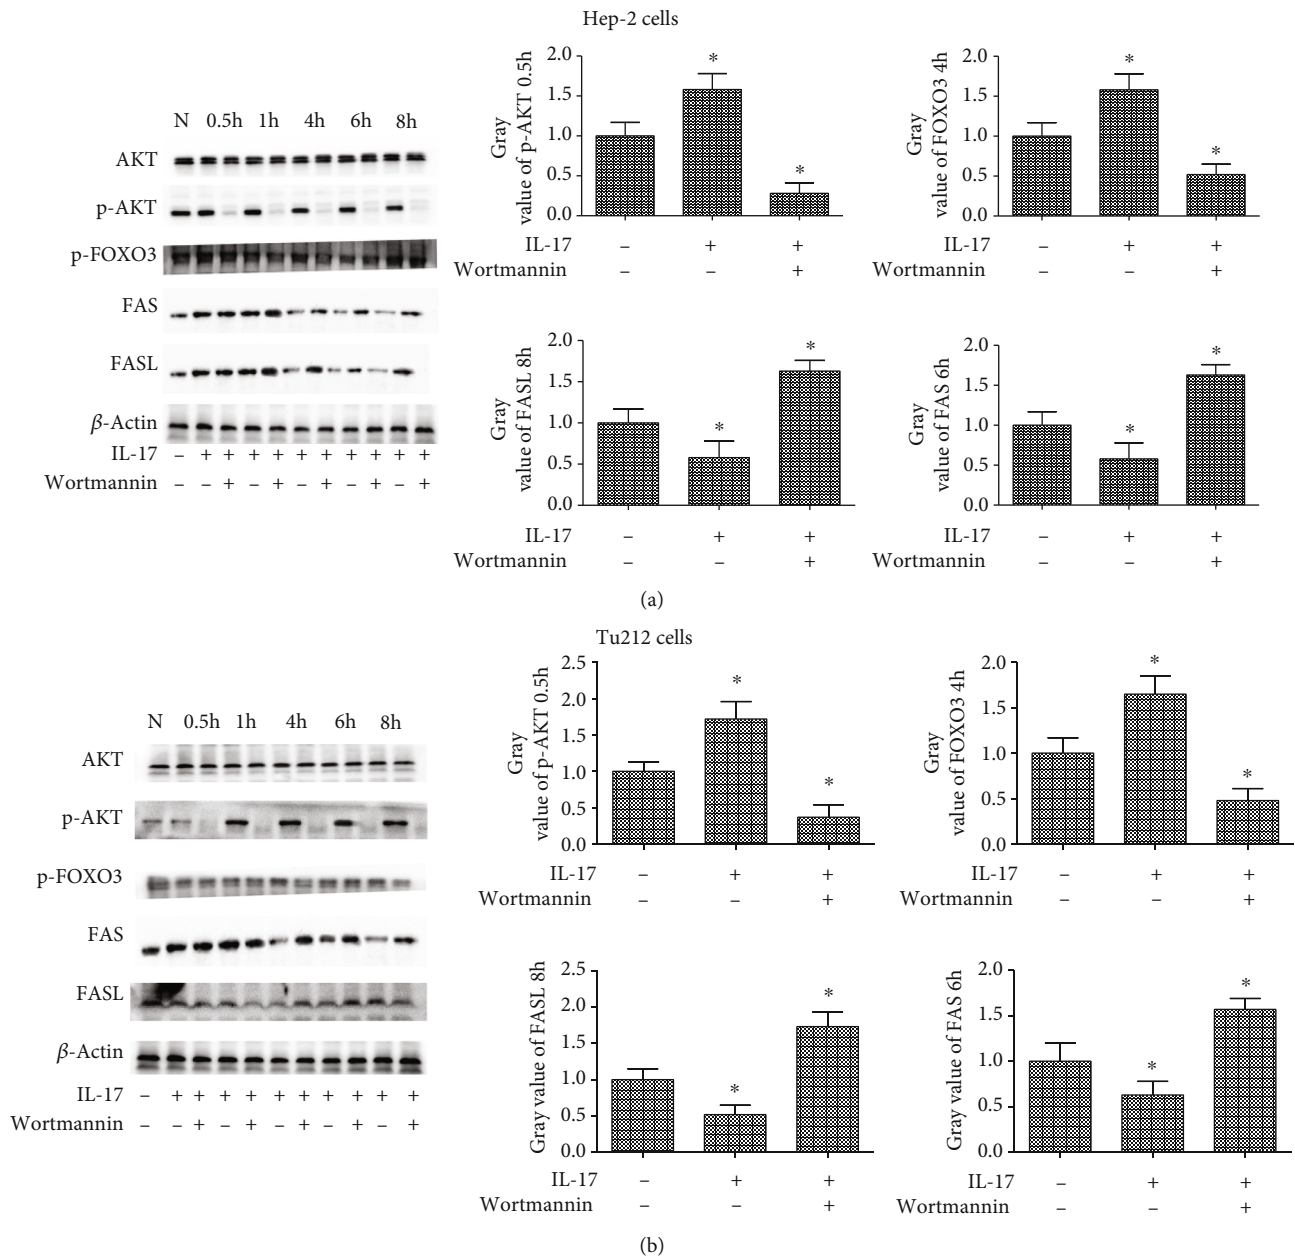 Hep-2 cells
N 0.5h 1h 4h 6h 8h
AKT
p-AKT
p-FOXO3
FAS
FASL
β-Actin
IL-17 – + + + + + + + + + +
Wortmannin – – + – + – + – + – +
Gray
value of p-AKT 0.5h
2.0
1.5
1.0
0.5
0.0
* *
IL-17 – + +
Wortmannin – – +
Gray
value of FOXO3 4h
2.0
1.5
1.0
0.5
0.0
* *
IL-17 – + +
Wortmannin – – +
Gray
value of FASL 8h
2.0
1.5
1.0
0.5
0.0
* *
IL-17 – + +
Wortmannin – – +
Gray
value of FAS 6h
2.0
1.5
1.0
0.5
0.0
* *
IL-17 – + +
Wortmannin – – +
(a)
Tu212 cells
N 0.5h 1h 4h 6h 8h
AKT
p-AKT
p-FOXO3
FAS
FASL
β-Actin
IL-17 – + + + + + + + + + +
Wortmannin – – + – + – + – + – +
Gray
value of p-AKT 0.5h
2.5
2.0
1.5
1.0
0.5
0.0
* *
IL-17 – + +
Wortmannin – – +
Gray
value of FOXO3 4h
2.0
1.5
1.0
0.5
0.0
* *
IL-17 – + +
Wortmannin – – +
Gray value of FASL 8h
2.5
2.0
1.5
1.0
0.5
0.0
* *
IL-17 – + +
Wortmannin – – +
Gray value of FAS 6h
2.0
1.5
1.0
0.5
0.0
* *
IL-17 – + +
Wortmannin – – +
(b)